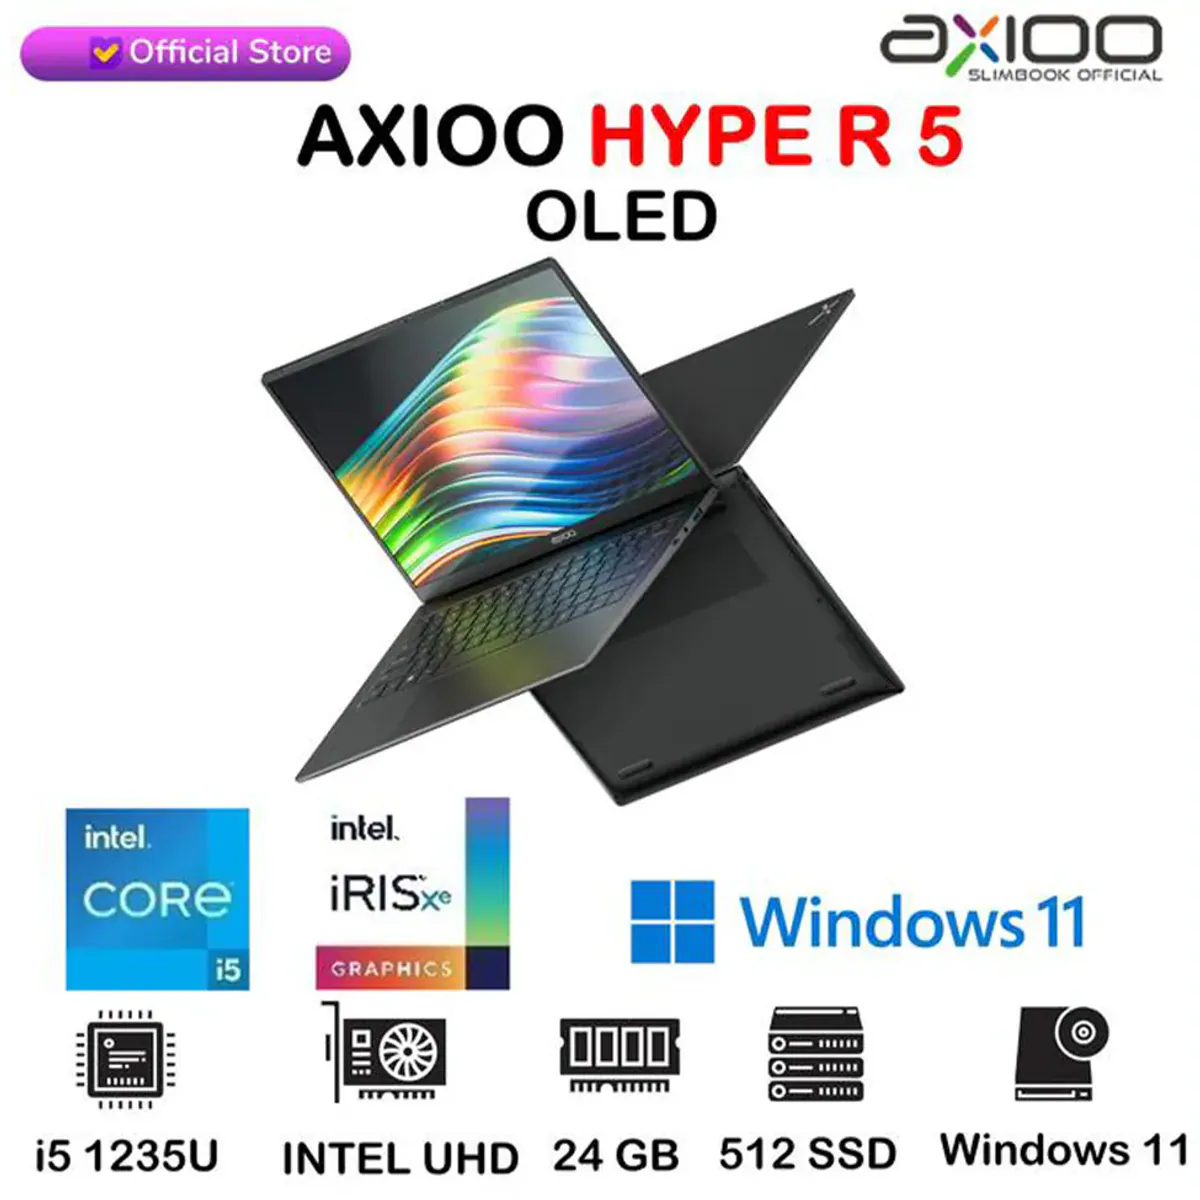 Official Store
AXIOO
SLIMBOOK OFFICIAL
AXIOO HYPE R 5
OLED
AXIOO
intel.
CORE
i5
intel.
iRISxe
GRAPHICS
Windows 11
i5 1235U
INTEL UHD
24 GB
512 SSD
Windows 11